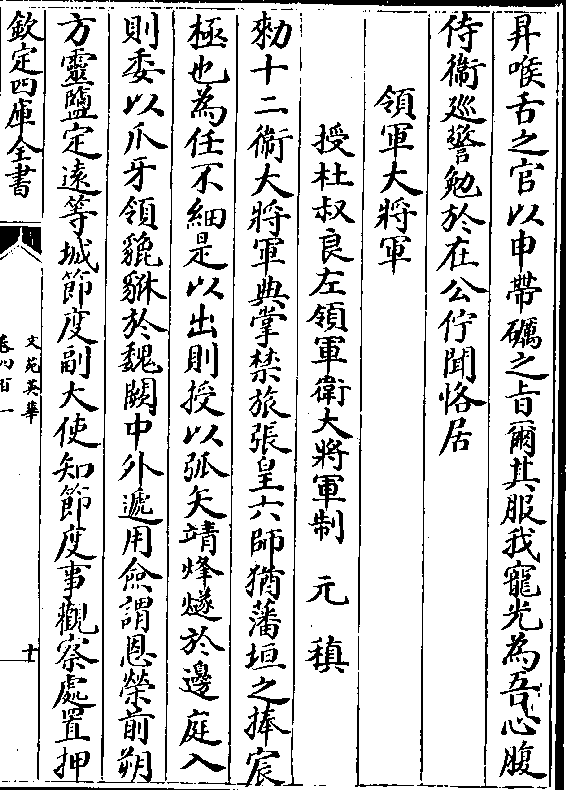 昇喉舌之官以申帶礪之㫖爾其服我寵光為吾心腹
侍衛廵警勉於在公佇聞恪居
領軍大將軍
授杜叔良左領軍衛大將軍制 元稹
勑十二衛大將軍典掌禁旅張皇六師猶藩垣之捧宸
極也為任不細是以出則授以弧矢靖烽燧於邊庭入
則委以爪牙領貔貅於魏闕中外遞用僉謂恩榮前朔
方靈鹽定遠等城節度副大使知節度事觀察處置押
欽定四庫全書
文苑英華
卷四百一
十